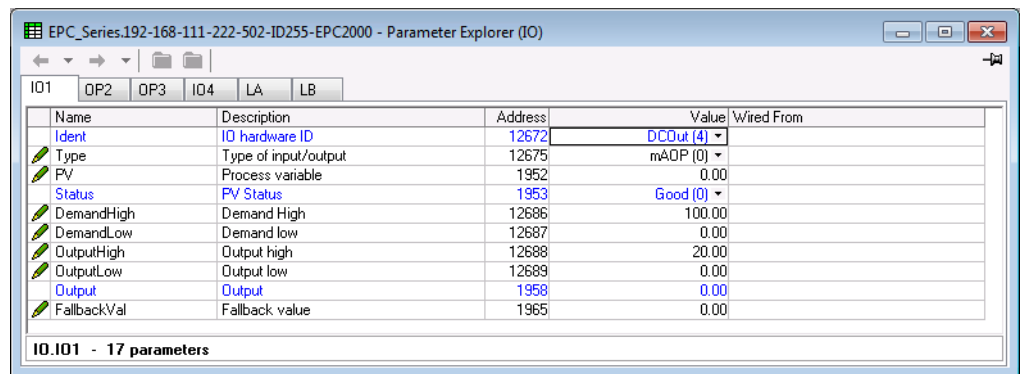 EPC_Series.192-168-111-222-502-ID255-EPC2000 - Parameter Explorer (IO)
IO1 OP2 OP3 IO4 LA LB
Name Description Address Value Wired From
Ident IO hardware ID 12672 DCOut (4)
Type Type of input/output 12675 mAOP (0)
PV Process variable 1952 0.00
Status PV Status 1953 Good (0)
DemandHigh Demand High 12686 100.00
DemandLow Demand low 12687 0.00
OutputHigh Output high 12688 20.00
OutputLow Output low 12689 0.00
Output Output 1958 0.00
FallbackVal Fallback value 1965 0.00
IO.IO1 - 17 parameters